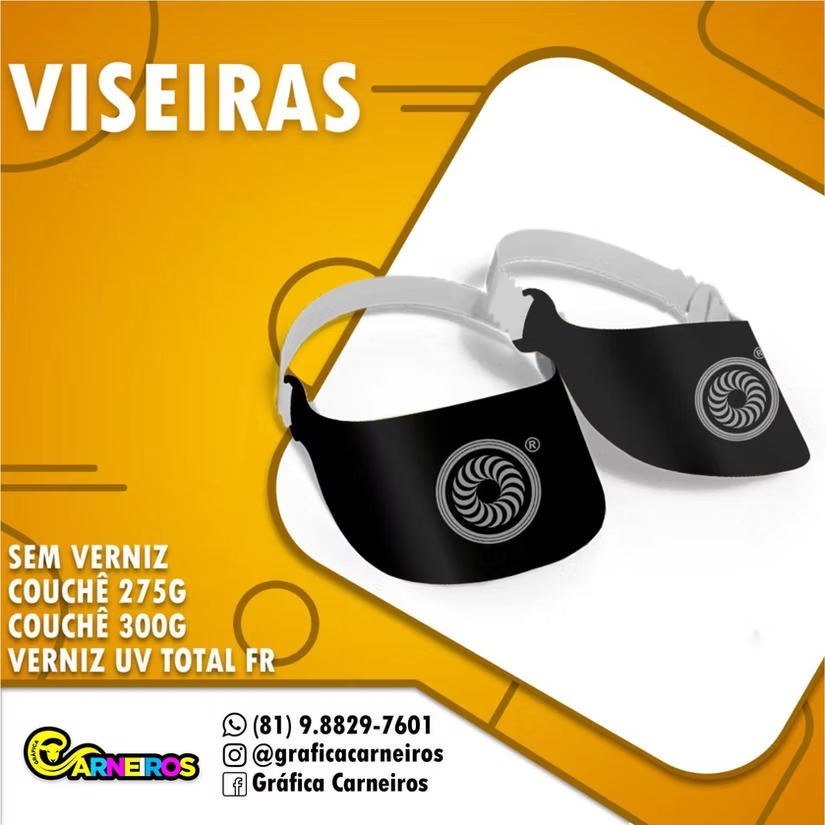 VISEIRAS
®
®
SEM VERNIZ
COUCHÊ 275G
COUCHÊ 300G
VERNIZ UV TOTAL FR
GRÁFICA
CARNEIROS
(81) 9.8829-7601
@graficacarneiros
Gráfica Carneiros